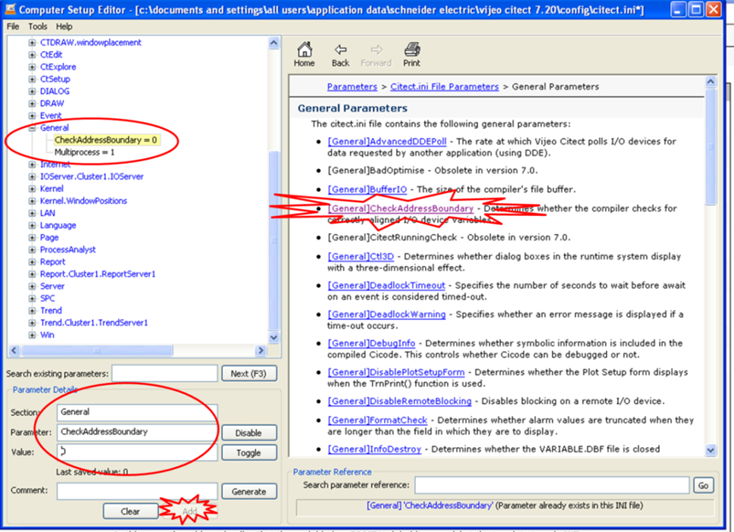 Computer Setup Editor - [c:\documents and settings\all users\application data\schneider electric\vijeo citect 7.20\config\citect.ini*]
File Tools Help
CTDRAW.windowplacement
CtEdit
CtExplore
CtSetup
DIALOG
DRAW
Event
General
CheckAddressBoundary = 0
Multiprocess = 1
Internet
IOServer.Cluster1.IOServer
Kernel
Kernel.WindowPositions
LAN
Language
Page
ProcessAnalyst
Report
Report.Cluster1.ReportServer1
Server
SPC
Trend
Trend.Cluster1.TrendServer1
Win
Search existing parameters:
Next (F3)
Parameter Details
Section: General
Parameter: CheckAddressBoundary
Disable
Value:
Toggle
Last saved value: 0
Comment:
Generate
Clear
Add
Home
Back
Forward
Print
Parameters > Citect.ini File Parameters > General Parameters
General Parameters
The citect.ini file contains the following general parameters:
• [General]AdvancedDDEPoll - The rate at which Vijeo Citect polls I/O devices for
data requested by another application (using DDE).
• [General]BadOptimise - Obsolete in version 7.0.
• [General]BufferIO - The size of the compiler's file buffer.
• [General]CheckAddressBoundary - Determines whether the compiler checks for
correctly aligned I/O device variables.
• [General]CitectRunningCheck - Obsolete in version 7.0.
• [General]Ctl3D - Determines whether dialog boxes in the runtime system display
with a three-dimensional effect.
• [General]DeadlockTimeout - Specifies the number of seconds to wait before await
on an event is considered timed-out.
• [General]DeadlockWarning - Specifies whether an error message is displayed if a
time-out occurs.
• [General]DebugInfo - Determines whether symbolic information is included in the
compiled Cicode. This controls whether Cicode can be debugged or not.
• [General]DisablePlotSetupForm - Determines whether the Plot Setup form displays
when the TrnPrint() function is used.
• [General]DisableRemoteBlocking - Disables blocking on a remote I/O device.
• [General]FormatCheck - Determines whether alarm values are truncated when they
are longer than the field in which they are to display.
• [General]InfoDestroy - Determines whether the VARIABLE.DBF file is closed
Parameter Reference
Search parameter reference:
Go
[General] 'CheckAddressBoundary' (Parameter already exists in this INI file)